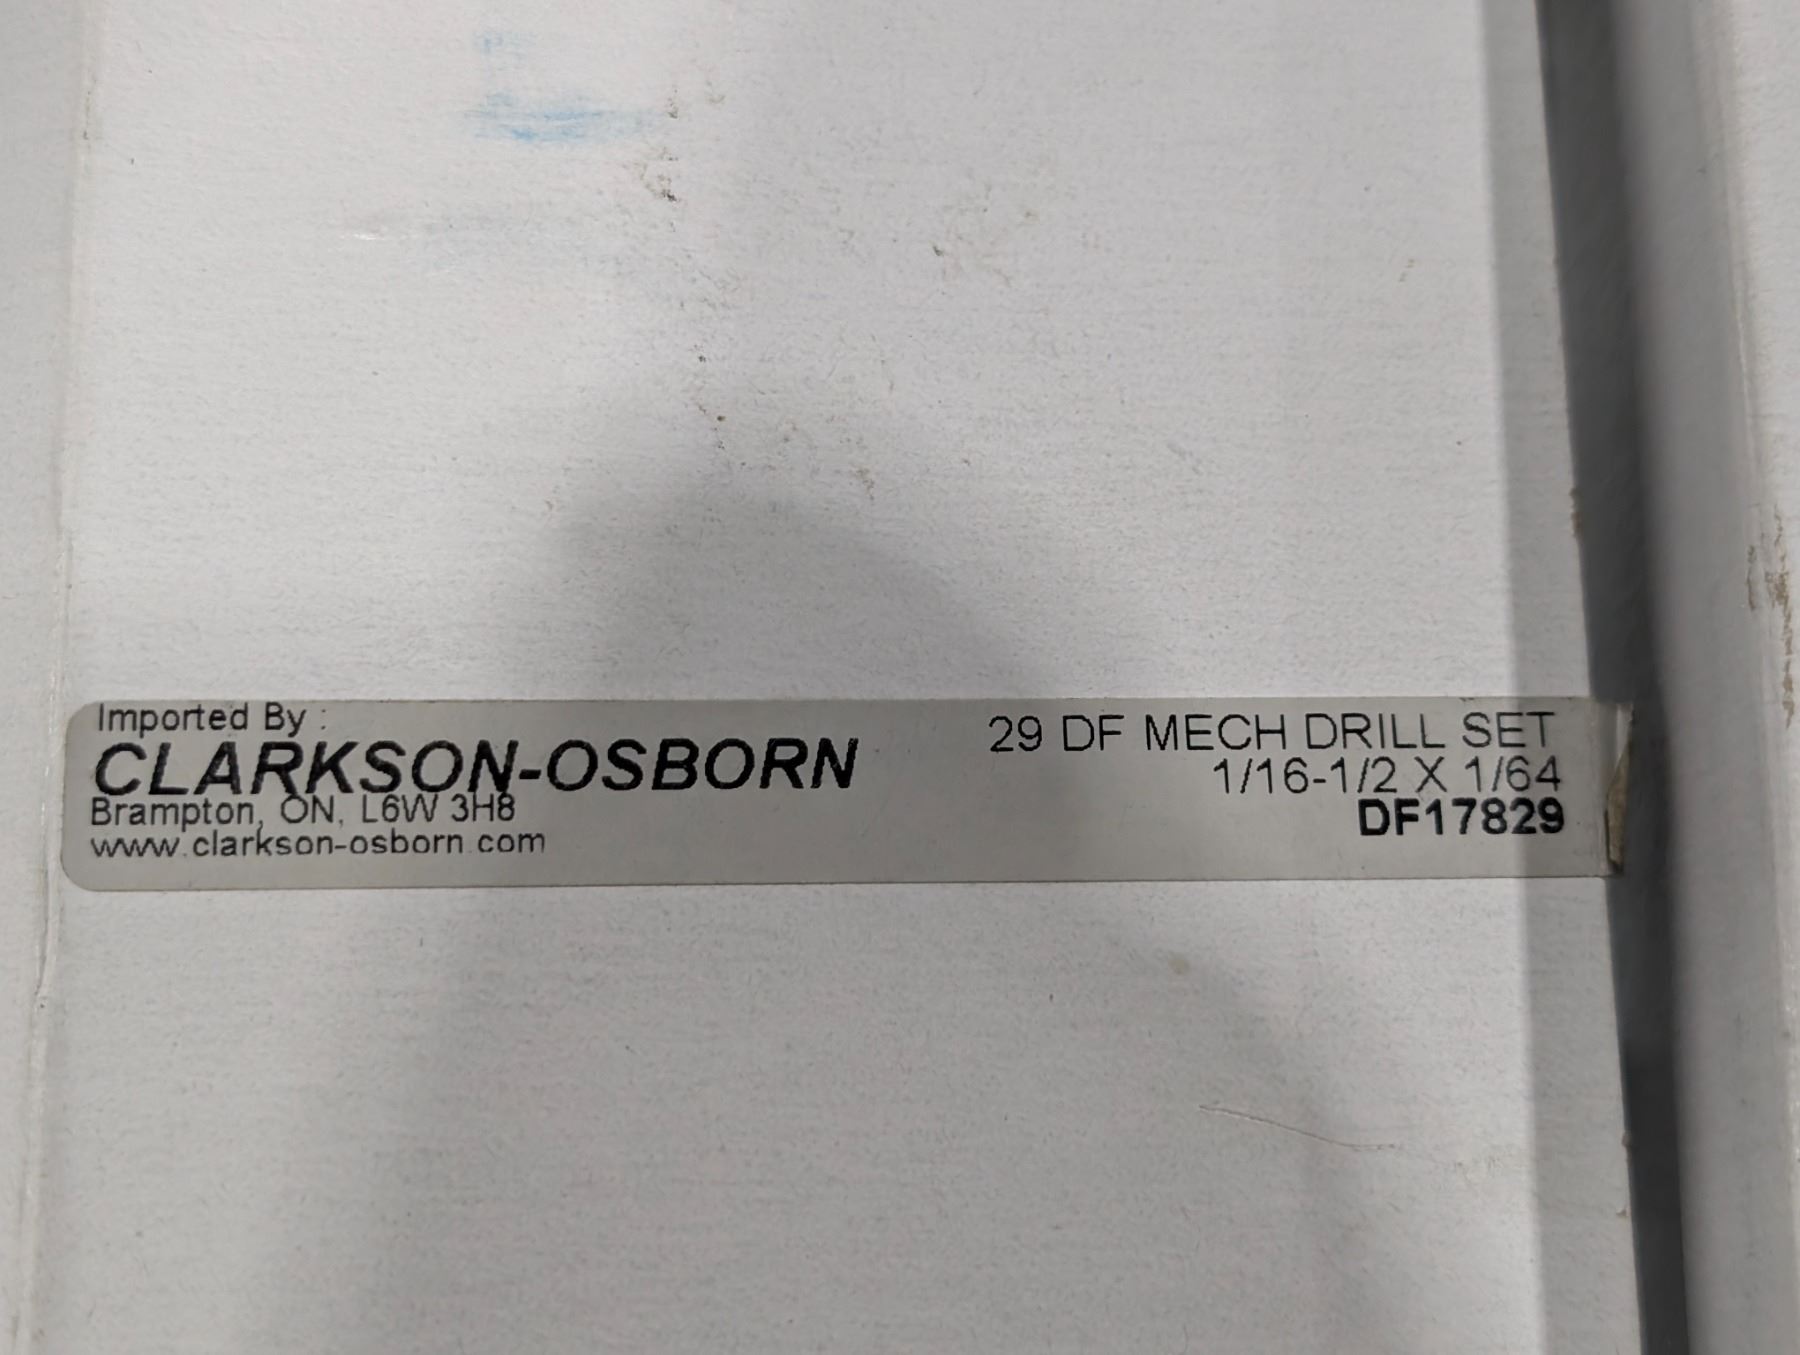 Imported By :
CLARKSON-OSBORN
Brampton, ON, L6W 3H8
www.clarkson-osborn.com
29 DF MECH DRILL SET
1/16-1/2 X 1/64
DF17829